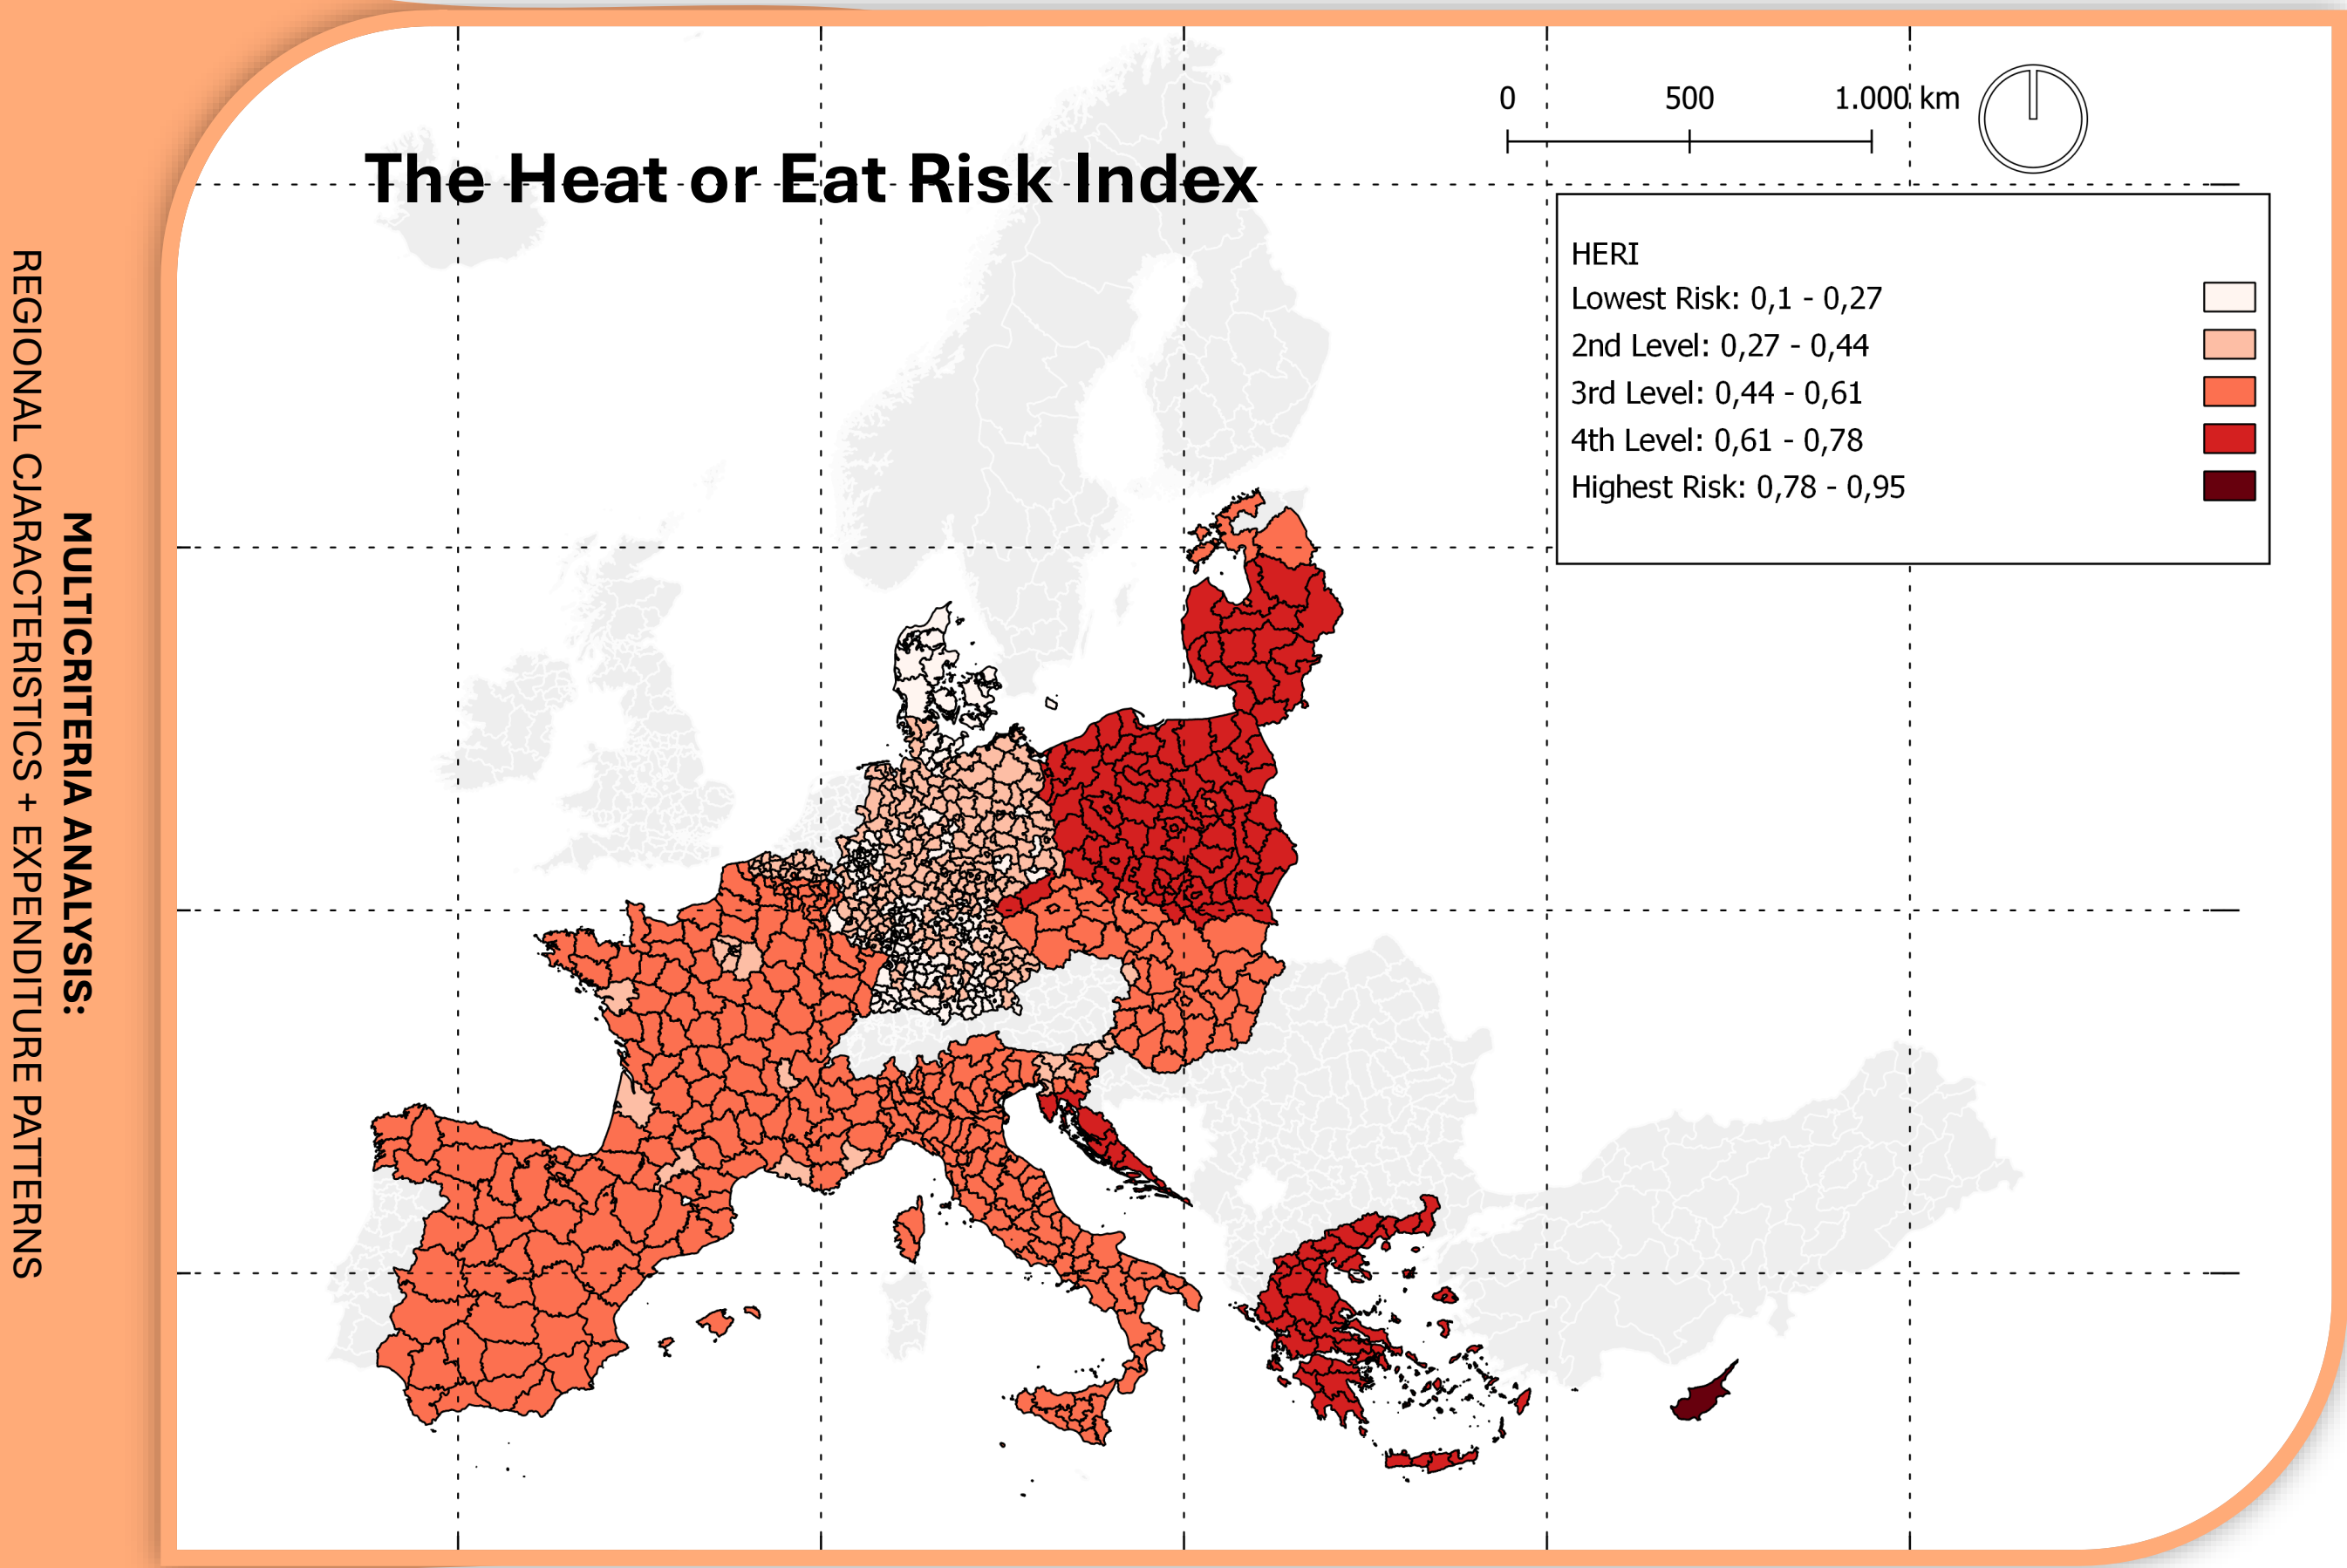 MULTICRITERIA ANALYSIS:
REGIONAL CJARACTERISTICS + EXPENDITURE PATTERNS
The Heat or Eat Risk Index
0 500 1.000 km
HERI
Lowest Risk: 0,1 - 0,27
2nd Level: 0,27 - 0,44
3rd Level: 0,44 - 0,61
4th Level: 0,61 - 0,78
Highest Risk: 0,78 - 0,95